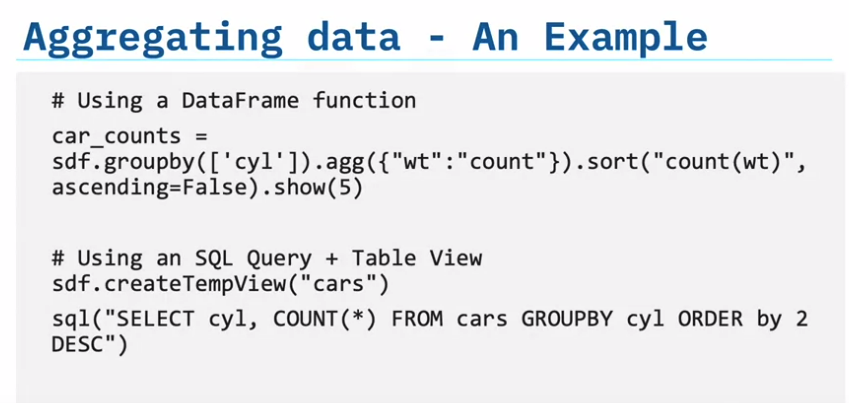 Aggregating data - An Example
# Using a DataFrame function
car_counts =
sdf.groupby(['cyl']).agg({"wt":"count"}).sort("count(wt)",
ascending=False).show(5)
# Using an SQL Query + Table View
sdf.createTempView("cars")
sql("SELECT cyl, COUNT(*) FROM cars GROUPBY cyl ORDER by 2
DESC")